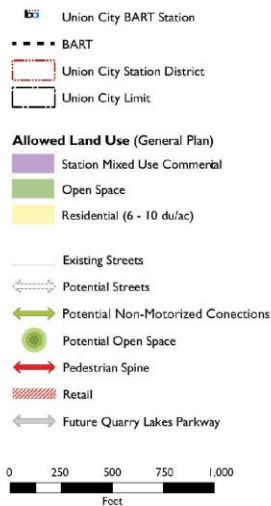 ba
Union City BART Station
BART
Union City Station District
Union City Limit
Allowed Land Use (General Plan)
Station Mixed Use Commercial
Open Space
Residential (6 - 10 du/ac)
Existing Streets
Potential Streets
Potential Non-Motorized Conections
Potential Open Space
Pedestrian Spine
Retail
Future Quarry Lakes Parkway
0 250 500 750 1,000
Feet